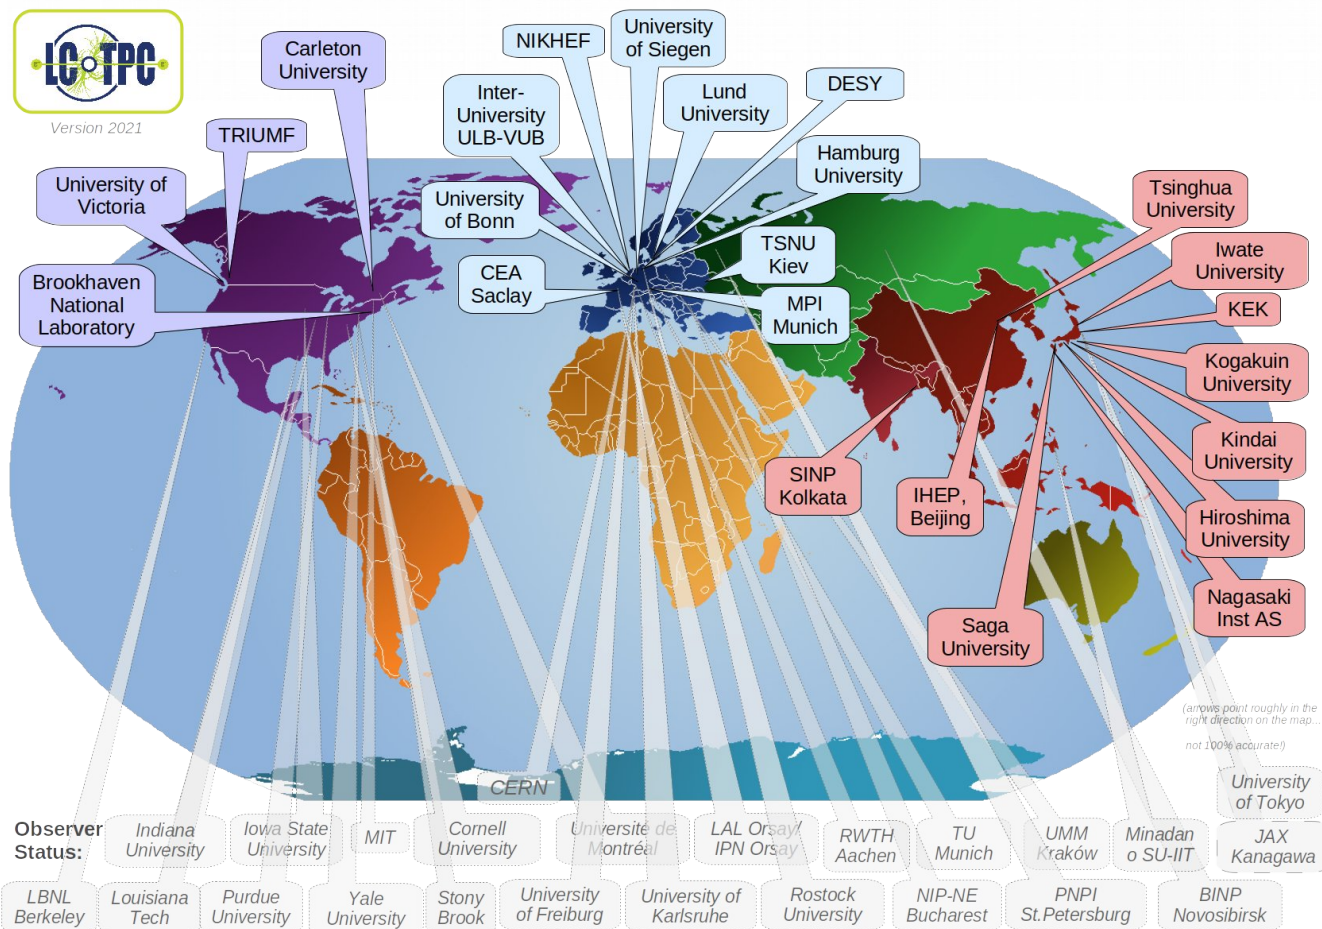 LC TPC
Version 2021
Carleton
University
TRIUMF
University of
Victoria
Brookhaven
National
Laboratory
NIKHEF
University
of Siegen
Inter-
University
ULB-VUB
Lund
University
DESY
Hamburg
University
University
of Bonn
TSNU
Kiev
CEA
Saclay
MPI
Munich
Tsinghua
University
Iwate
University
KEK
Kogakuin
University
Kindai
University
Hiroshima
University
Nagasaki
Inst AS
SINP
Kolkata
IHEP,
Beijing
Saga
University
(arrows point roughly in the
right direction on the map...
not 100% accurate!)
CERN
University
of Tokyo
Observer
Status:
Indiana
University
Iowa State
University
MIT
Cornell
University
Université de
Montréal
LAL Orsay/
IPN Orsay
RWTH
Aachen
TU
Munich
UMM
Kraków
Minadan
o SU-IIT
JAX
Kanagawa
LBNL
Berkeley
Louisiana
Tech
Purdue
University
Yale
University
Stony
Brook
University
of Freiburg
University of
Karlsruhe
Rostock
University
NIP-NE
Bucharest
PNPI
St.Petersburg
BINP
Novosibirsk